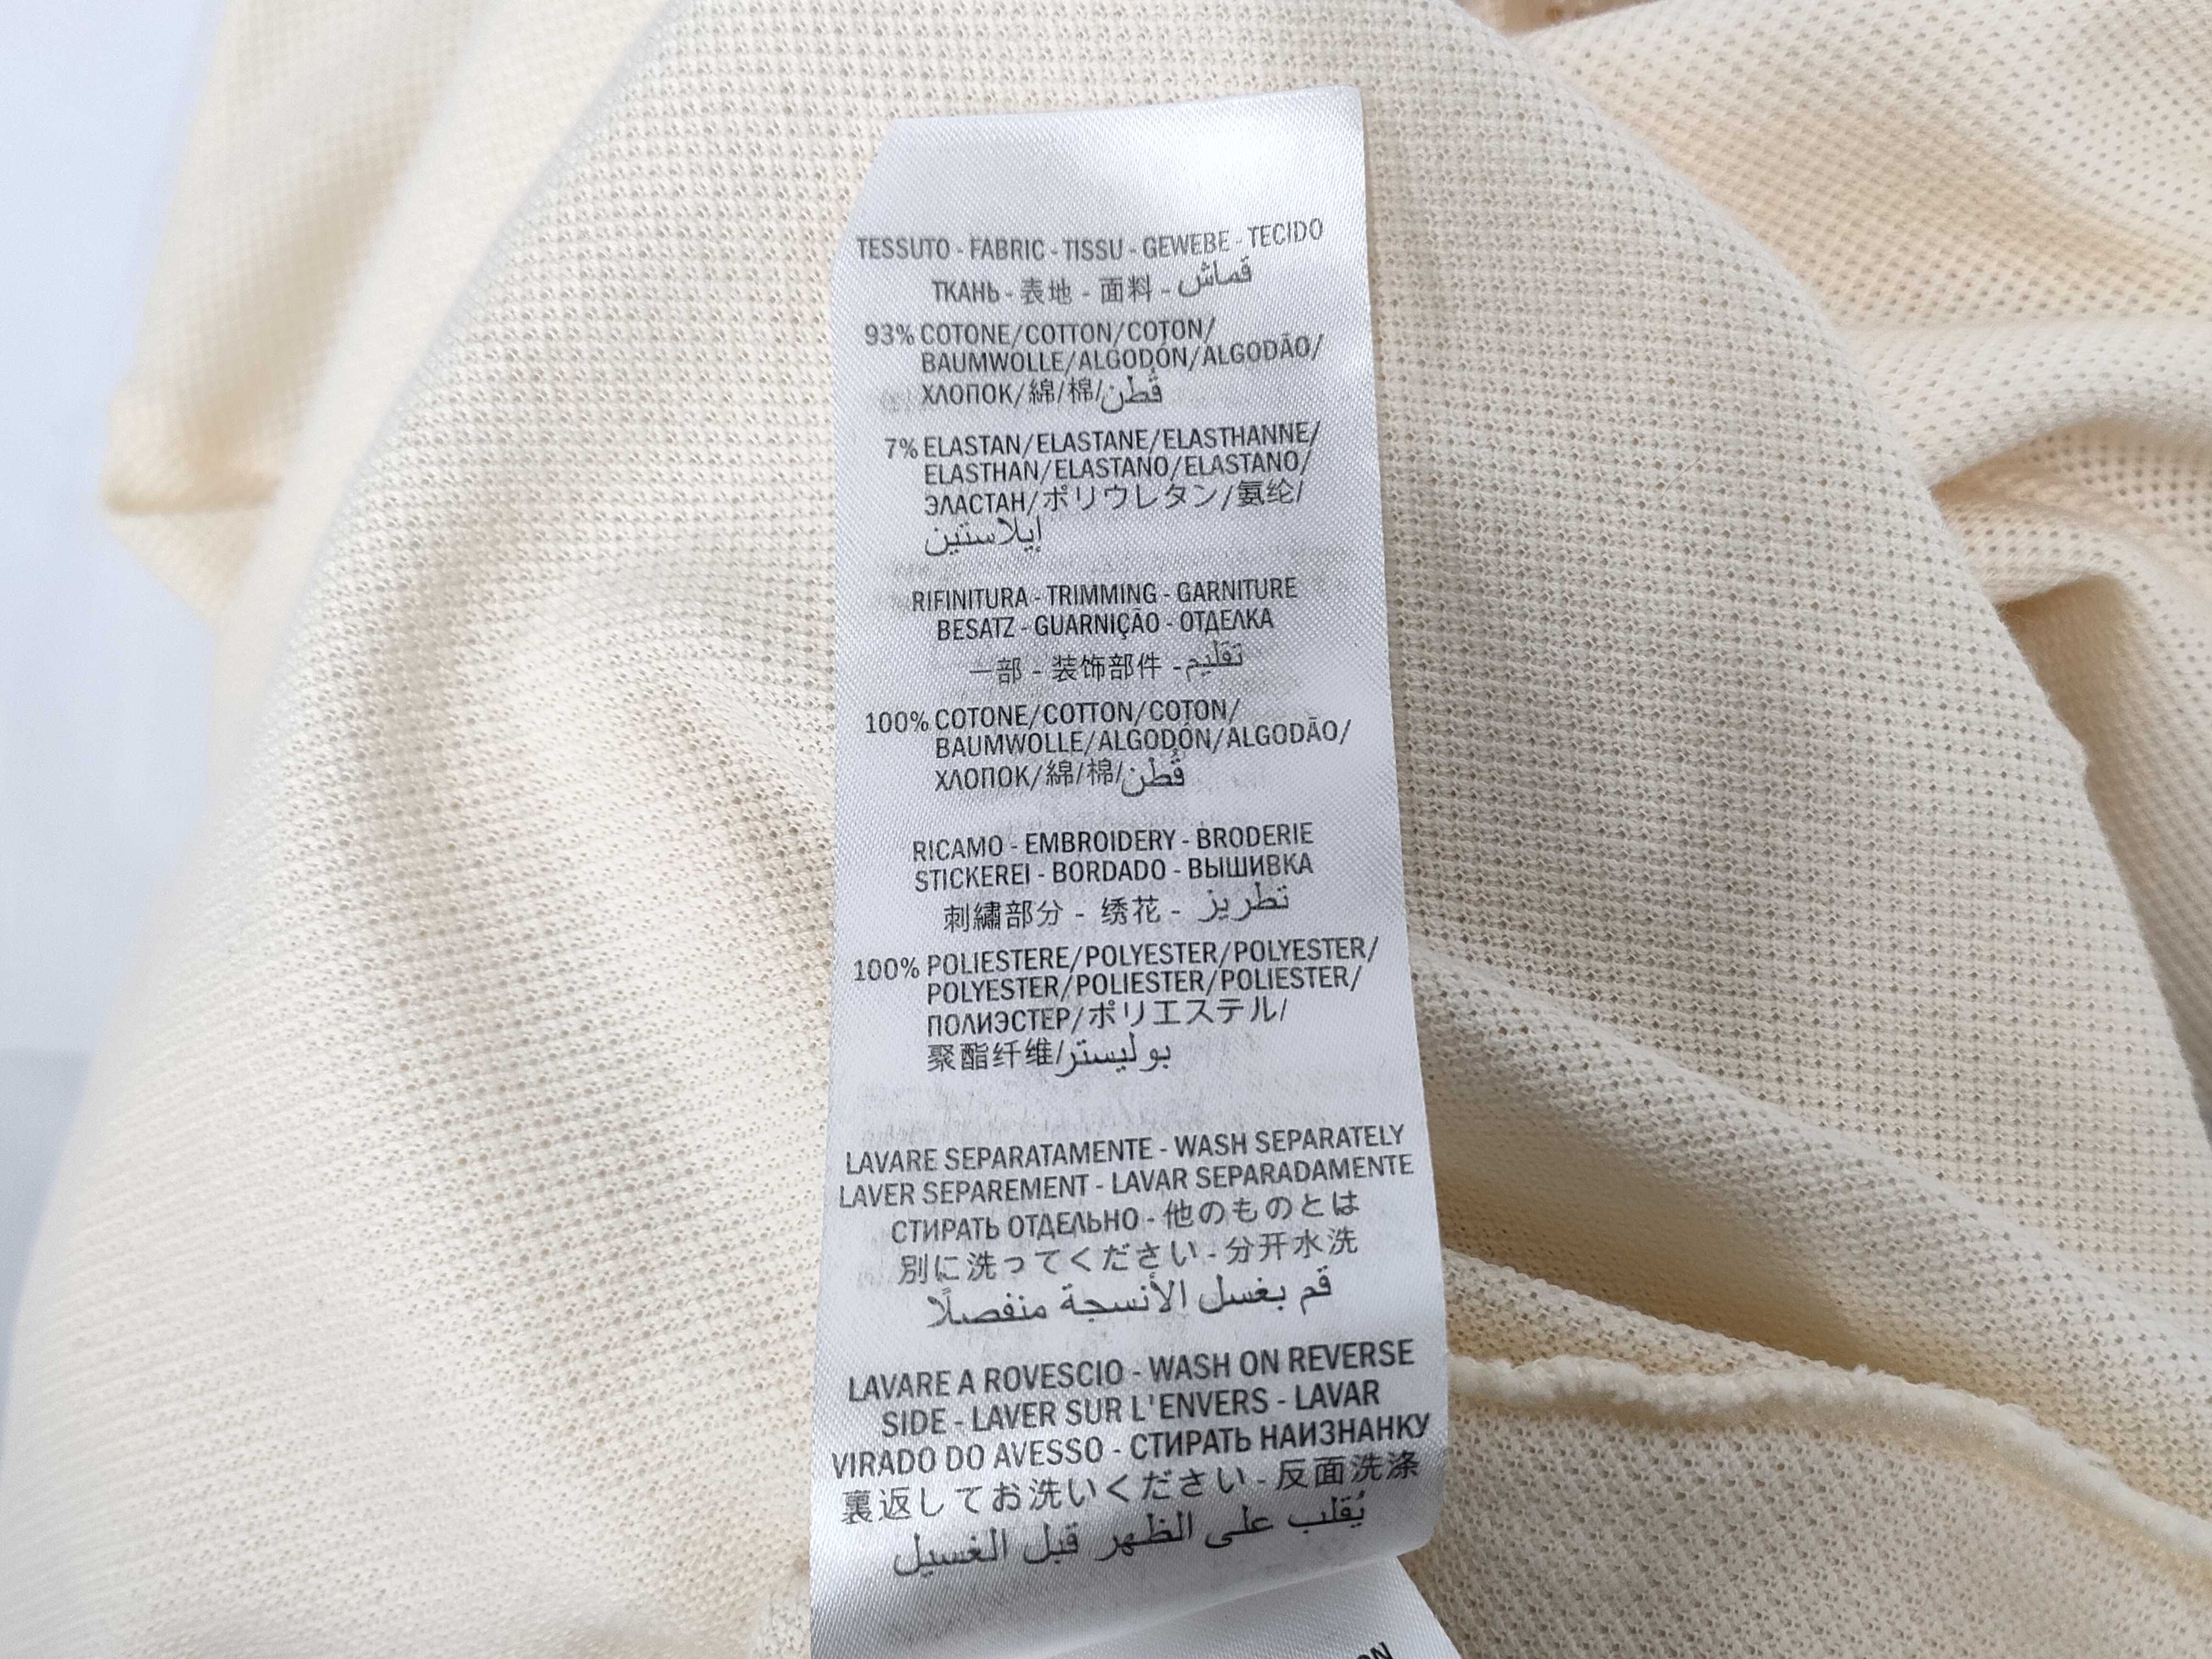 TESSUTO - FABRIC - TISSU - GEWEBE - TECIDO
ТКАНЬ - 表地 - 面料 - قماش
93% COTONE/COTTON/COTON/
BAUMWOLLE/ALGODÓN/ALGODÃO/
ХЛОПОК/綿/棉/قُطن
7% ELASTAN/ELASTANE/ELASTHANNE/
ELASTHAN/ELASTANO/ELASTANO/
ЭЛАСТАН/ポリウレタン/氨纶/
إيلاستين
RIFINITURA - TRIMMING - GARNITURE
BESATZ - GUARNIÇÃO - ОТДЕЛКА
一部 - 装饰部件 - تقليم
100% COTONE/COTTON/COTON/
BAUMWOLLE/ALGODÓN/ALGODÃO/
ХЛОПОК/綿/棉/قُطن
RICAMO - EMBROIDERY - BRODERIE
STICKEREI - BORDADO - ВЫШИВКА
刺繍部分 - 绣花 - تطريز
100% POLIESTERE/POLYESTER/POLYESTER/
POLYESTER/POLIESTER/POLIESTER/
ПОЛИЭСТЕР/ポリエステル/
聚酯纤维/بوليستر
LAVARE SEPARATAMENTE - WASH SEPARATELY
LAVER SEPAREMENT - LAVAR SEPARADAMENTE
СТИРАТЬ ОТДЕЛЬНО - 他のものとは
別に洗ってください - 分开水洗
قم بغسل الأنسجة منفصلًا
LAVARE A ROVESCIO - WASH ON REVERSE
SIDE - LAVER SUR L'ENVERS - LAVAR
VIRADO DO AVESSO - СТИРАТЬ НАИЗНАНКУ
裏返してお洗いください - 反面洗涤
يُقلب على الظهر قبل الغسيل